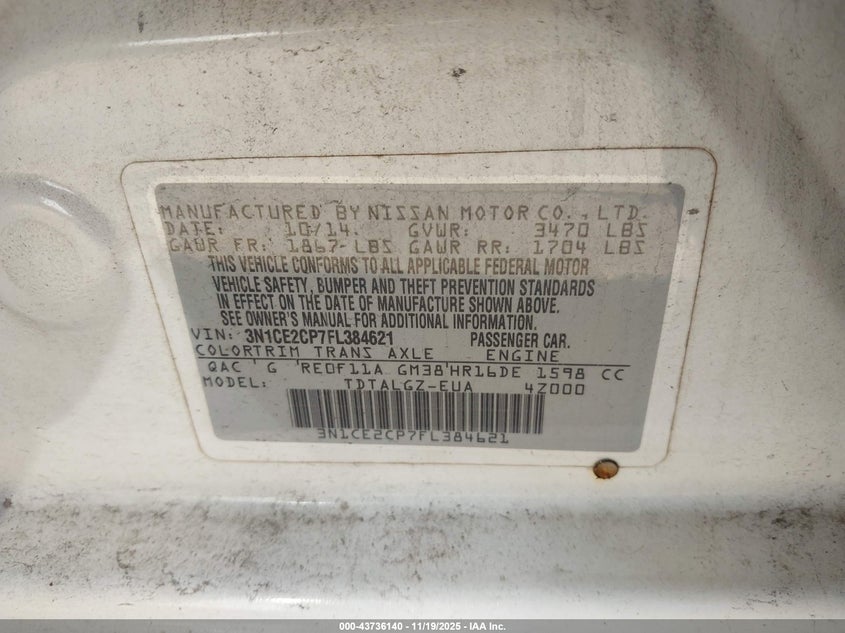 MANUFACTURED BY NISSAN MOTOR CO., LTD.
DATE: 10/14. GVWR: 3470 LBS
GAWR FR: 1867 LBS GAWR RR: 1704 LBS
THIS VEHICLE CONFORMS TO ALL APPLICABLE FEDERAL MOTOR
VEHICLE SAFETY, BUMPER AND THEFT PREVENTION STANDARDS
IN EFFECT ON THE DATE OF MANUFACTURE SHOWN ABOVE.
SEE OWNER'S MANUAL FOR ADDITIONAL INFORMATION.
VIN: 3N1CE2CP7FL384621 PASSENGER CAR.
COLOR TRIM TRANS AXLE ENGINE
QAC G RE0F11A GM38 HR16DE 1598 CC
MODEL: TDTALGZ-EUA 4Z000
3N1CE2CP7FL384621
000-43736140 - 11/19/2025 - IAA Inc.